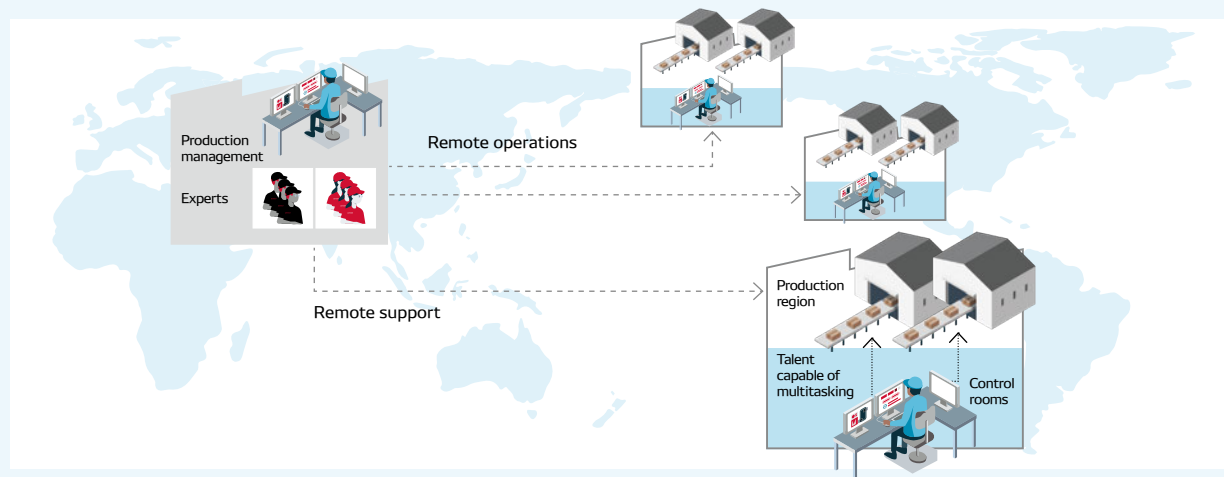 Production
management
Experts
Remote operations
Remote support
Production
region
Talent
capable of
multitasking
Control
rooms